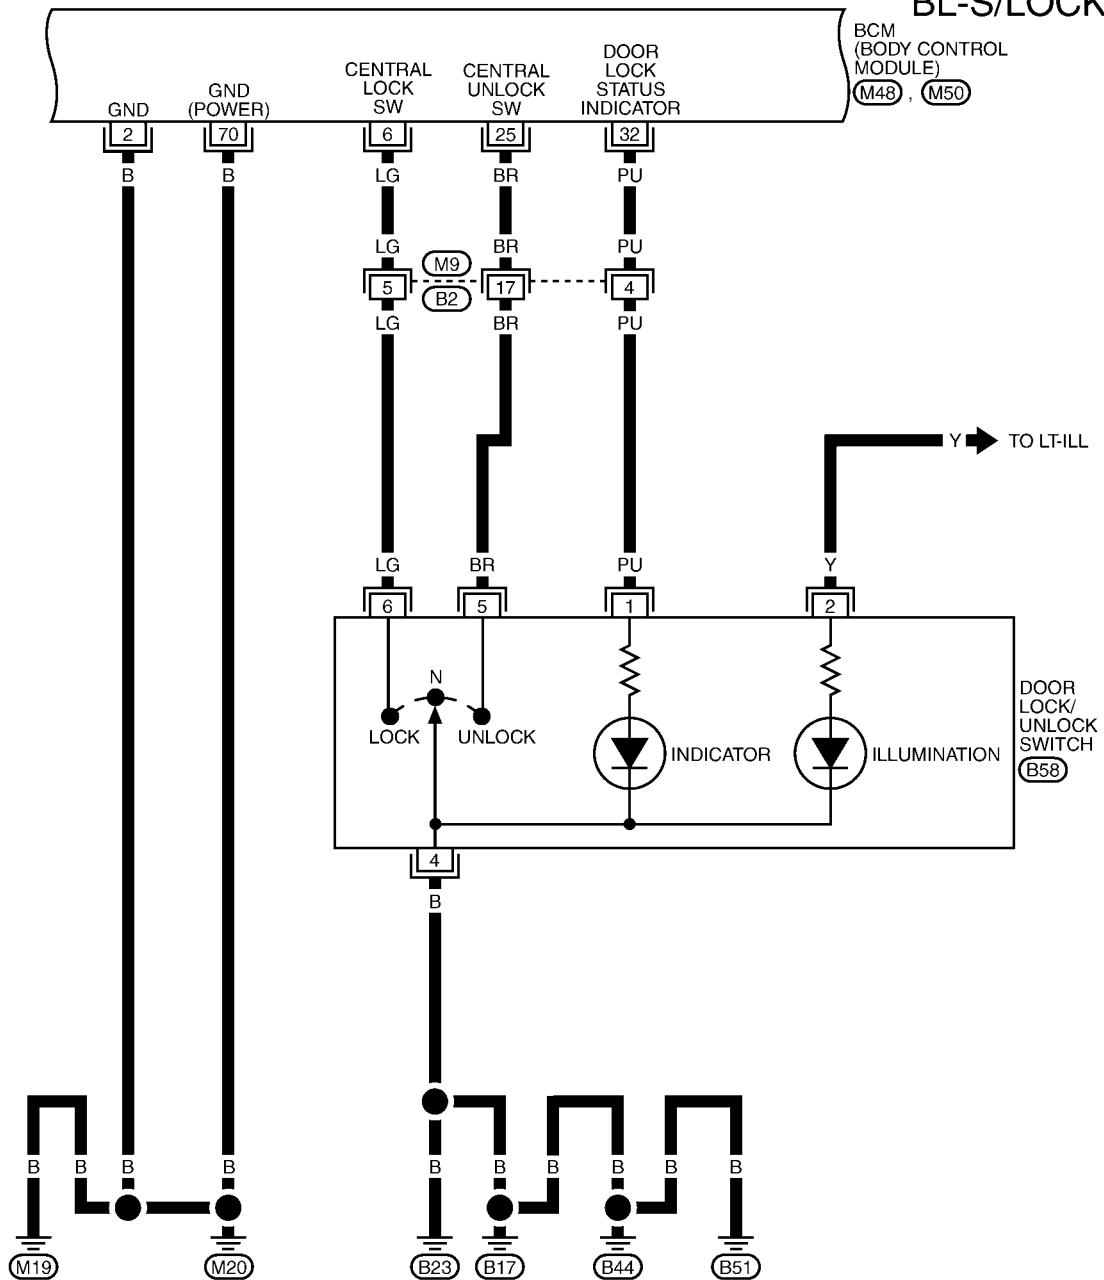 BL-S/LOCK
BCM
(BODY CONTROL
MODULE)
M48 , M50
GND
GND
(POWER)
CENTRAL
LOCK
SW
CENTRAL
UNLOCK
SW
DOOR
LOCK
STATUS
INDICATOR
2 70 6 25 32
B B LG BR PU
LG BR PU
M9
5 17 4
B2
LG BR PU
Y TO LT-ILL
LG BR PU Y
6 5 1 2
N
LOCK UNLOCK
INDICATOR ILLUMINATION
DOOR
LOCK/
UNLOCK
SWITCH
B58
4
B
B B B B B B B B B B
M19 M20 B23 B17 B44 B51